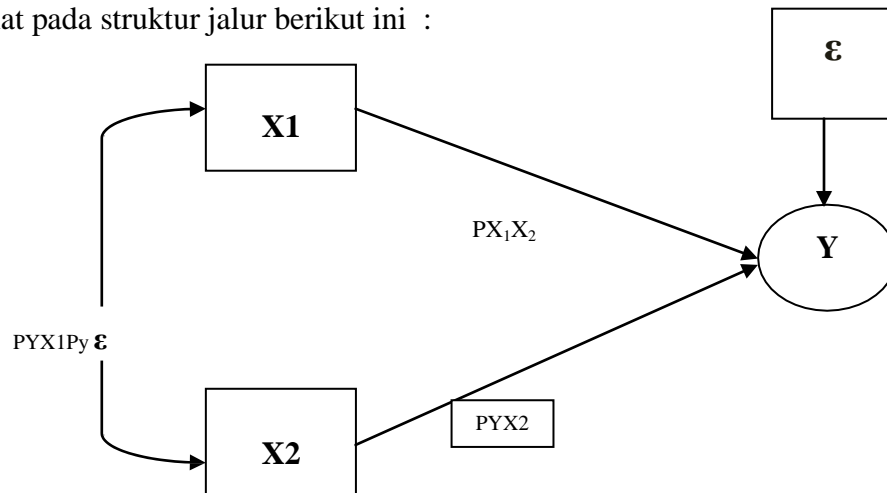 at pada struktur jalur berikut ini :
ε
X1
PX₁X₂
Y
PYX1Py ε
PYX2
X2